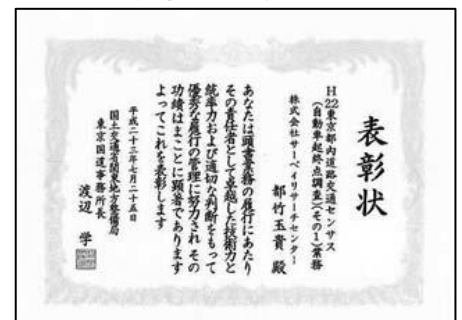 表彰状
H22東京都内道路交通センサス
(自動車起終点調査)(その1)業務
株式会社サーベイリサーチセンター
都竹玉貴 殿
あなたは頭書業務の履行にあたり
その責任者として卓越した技術力と
統率力および適切な判断をもって
優秀な履行の管理に努力され その
功績はまことに顕著であります
よってこれを表彰します
平成二十三年七月二十五日
国土交通省関東地方整備局
東京国道事務所長
渡辺 学